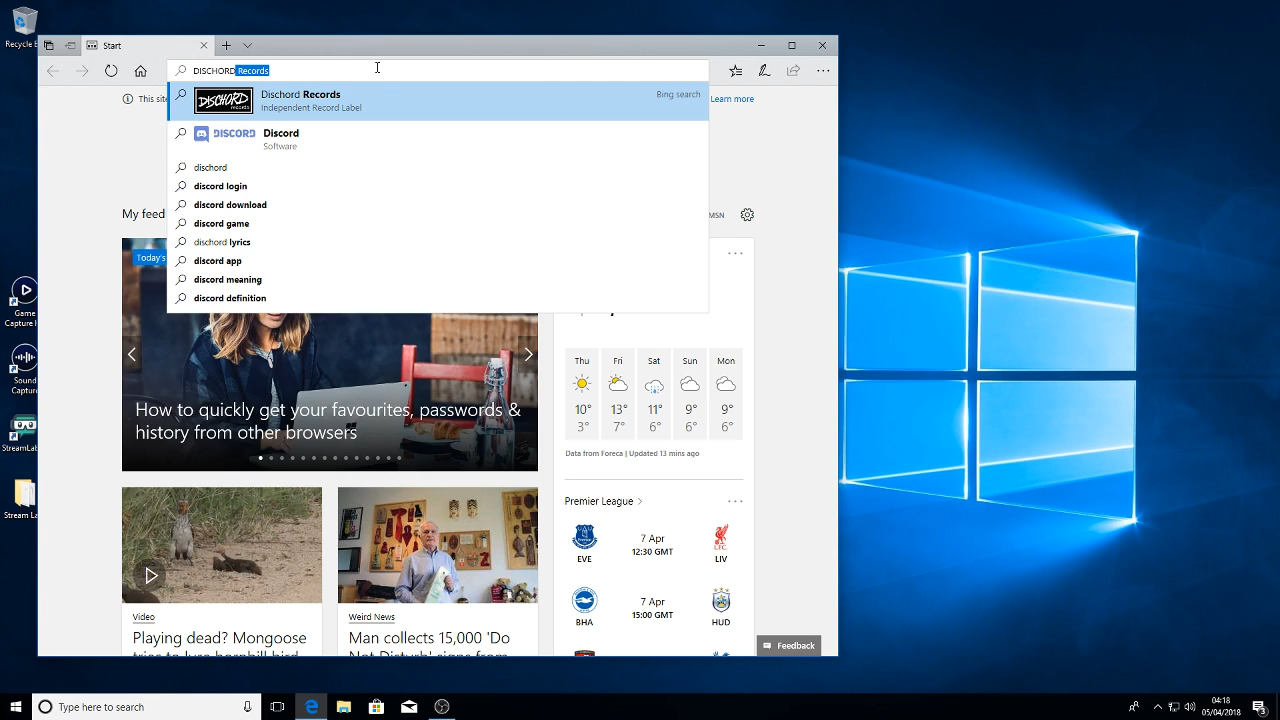 Recycle B
Start
DISCHORD Records
This site
Learn more
DISCHORD
records
Dischord Records
Independent Record Label
Bing search
DISCORD
Discord
Software
dischord
discord login
discord download
discord game
dischord lyrics
discord app
discord meaning
discord definition
My feed
MSN
Today's
Game
Capture
Sound
Capture
StreamLab
Stream La
How to quickly get your favourites, passwords &
history from other browsers
Thu Fri Sat Sun Mon
10° 13° 11° 9° 9°
3° 7° 6° 6° 6°
Data from Foreca | Updated 13 mins ago
Premier League
EVE 7 Apr 12:30 GMT LIV
BHA 7 Apr 15:00 GMT HUD
Video
Playing dead? Mongoose
Weird News
Man collects 15,000 'Do
Not Disturb' signs from
Feedback
Type here to search
04:18
05/04/2018
2